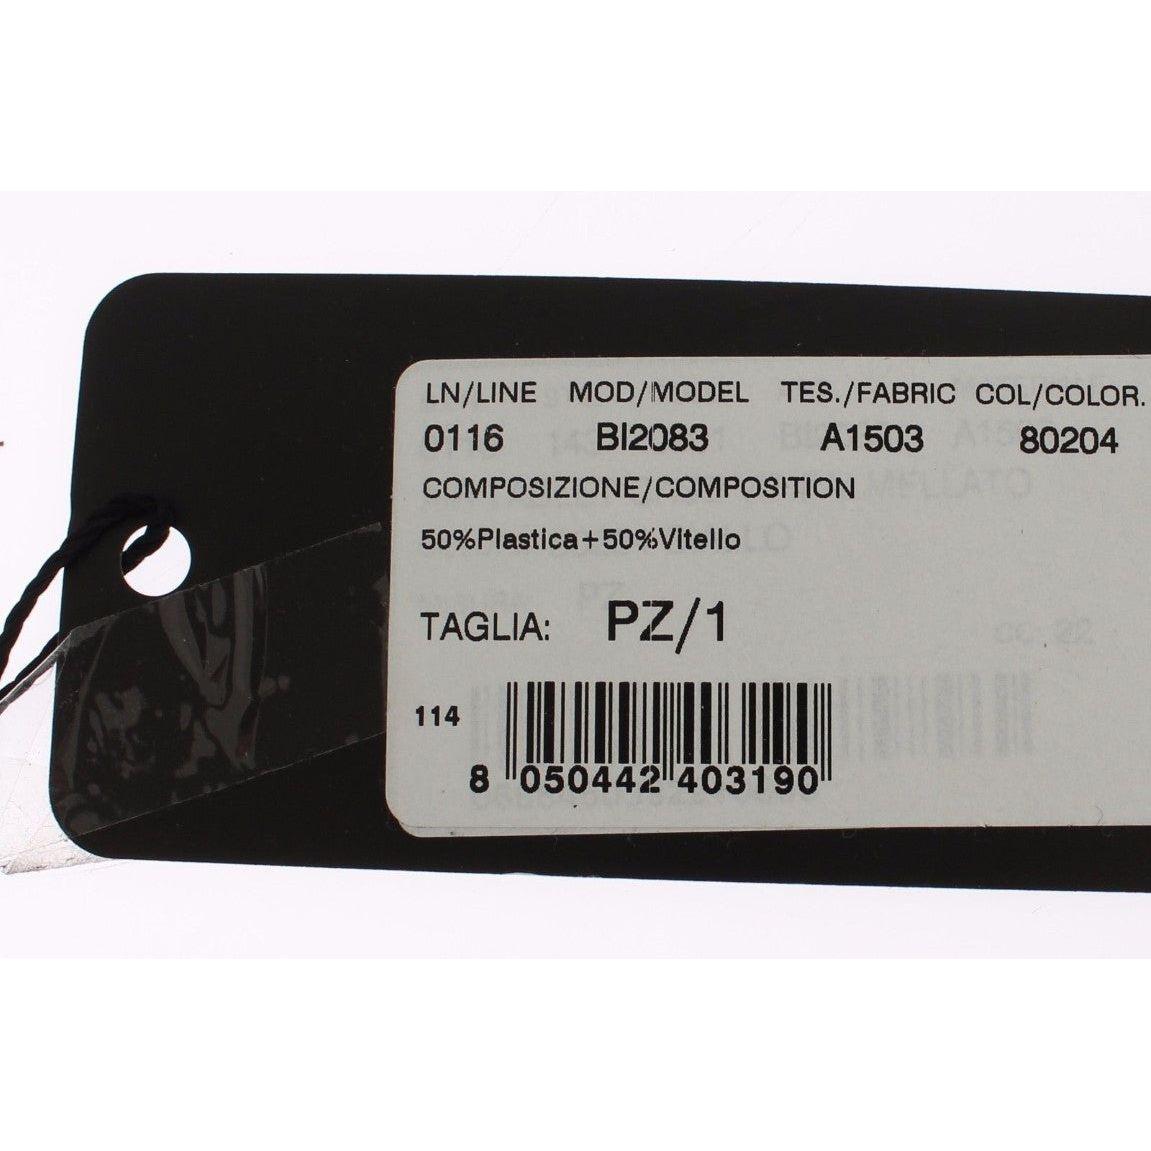 LN/LINE MOD/MODEL TES./FABRIC COL/COLOR.
0116 BI2083 A1503 80204
COMPOSIZIONE/COMPOSITION
50%Plastica+50%Vitello
TAGLIA: PZ/1
114
8 050442 403190